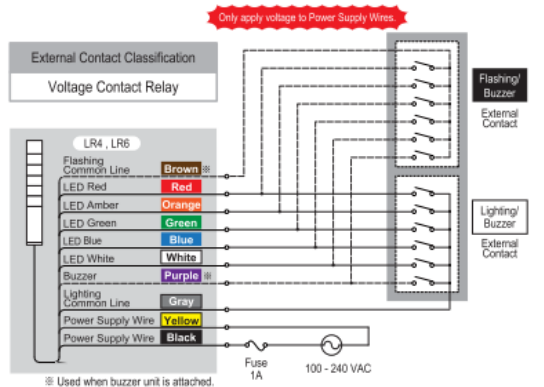 Only apply voltage to Power Supply Wires.
External Contact Classification
Voltage Contact Relay
Flashing/
Buzzer
External
Contact
LR4 , LR6
Flashing
Common Line Brown ※
LED Red Red
LED Amber Orange
LED Green Green
LED Blue Blue
LED White White
Buzzer Purple ※
Lighting
Common Line Gray
Power Supply Wire Yellow
Power Supply Wire Black
Lighting/
Buzzer
External
Contact
Fuse
1A
100 - 240 VAC
※ Used when buzzer unit is attached.